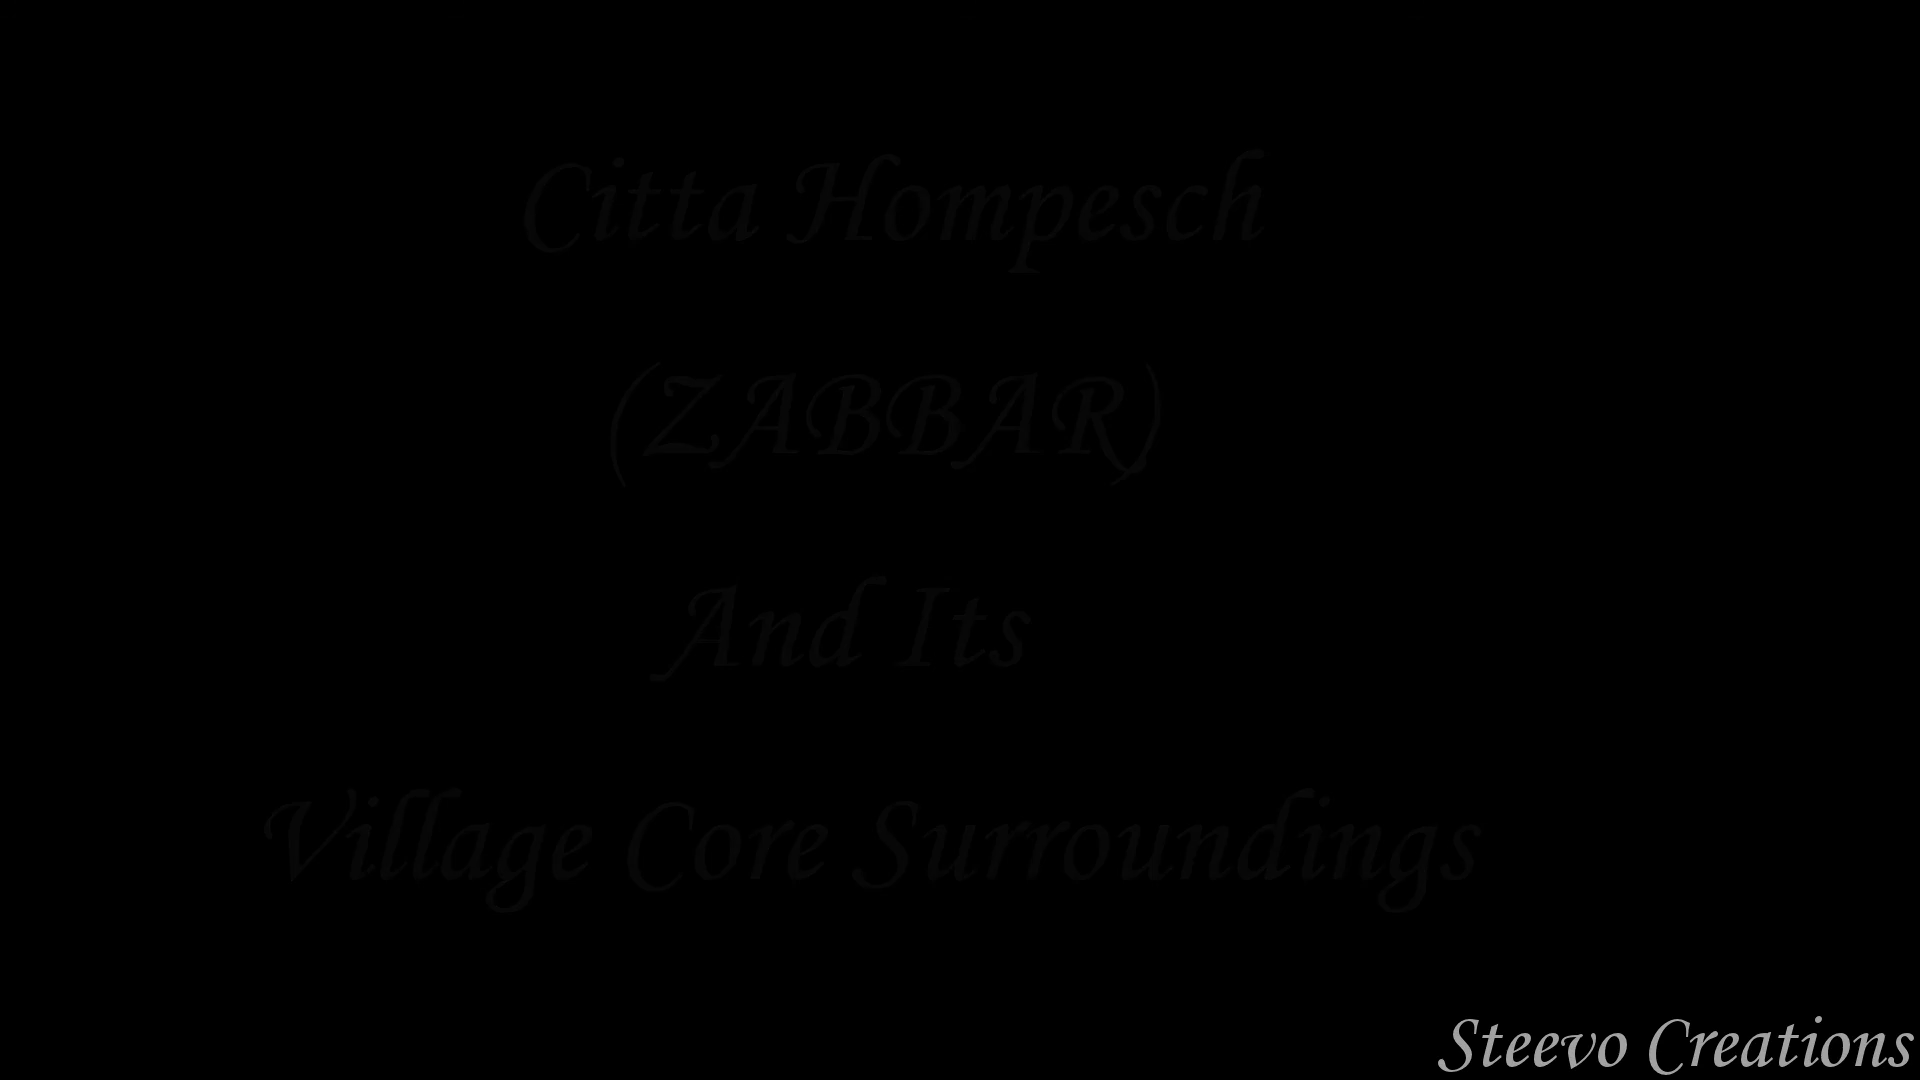 Citta Hompesch
(ZABBAR)
And Its
Village Core Surroundings
Steevo Creations